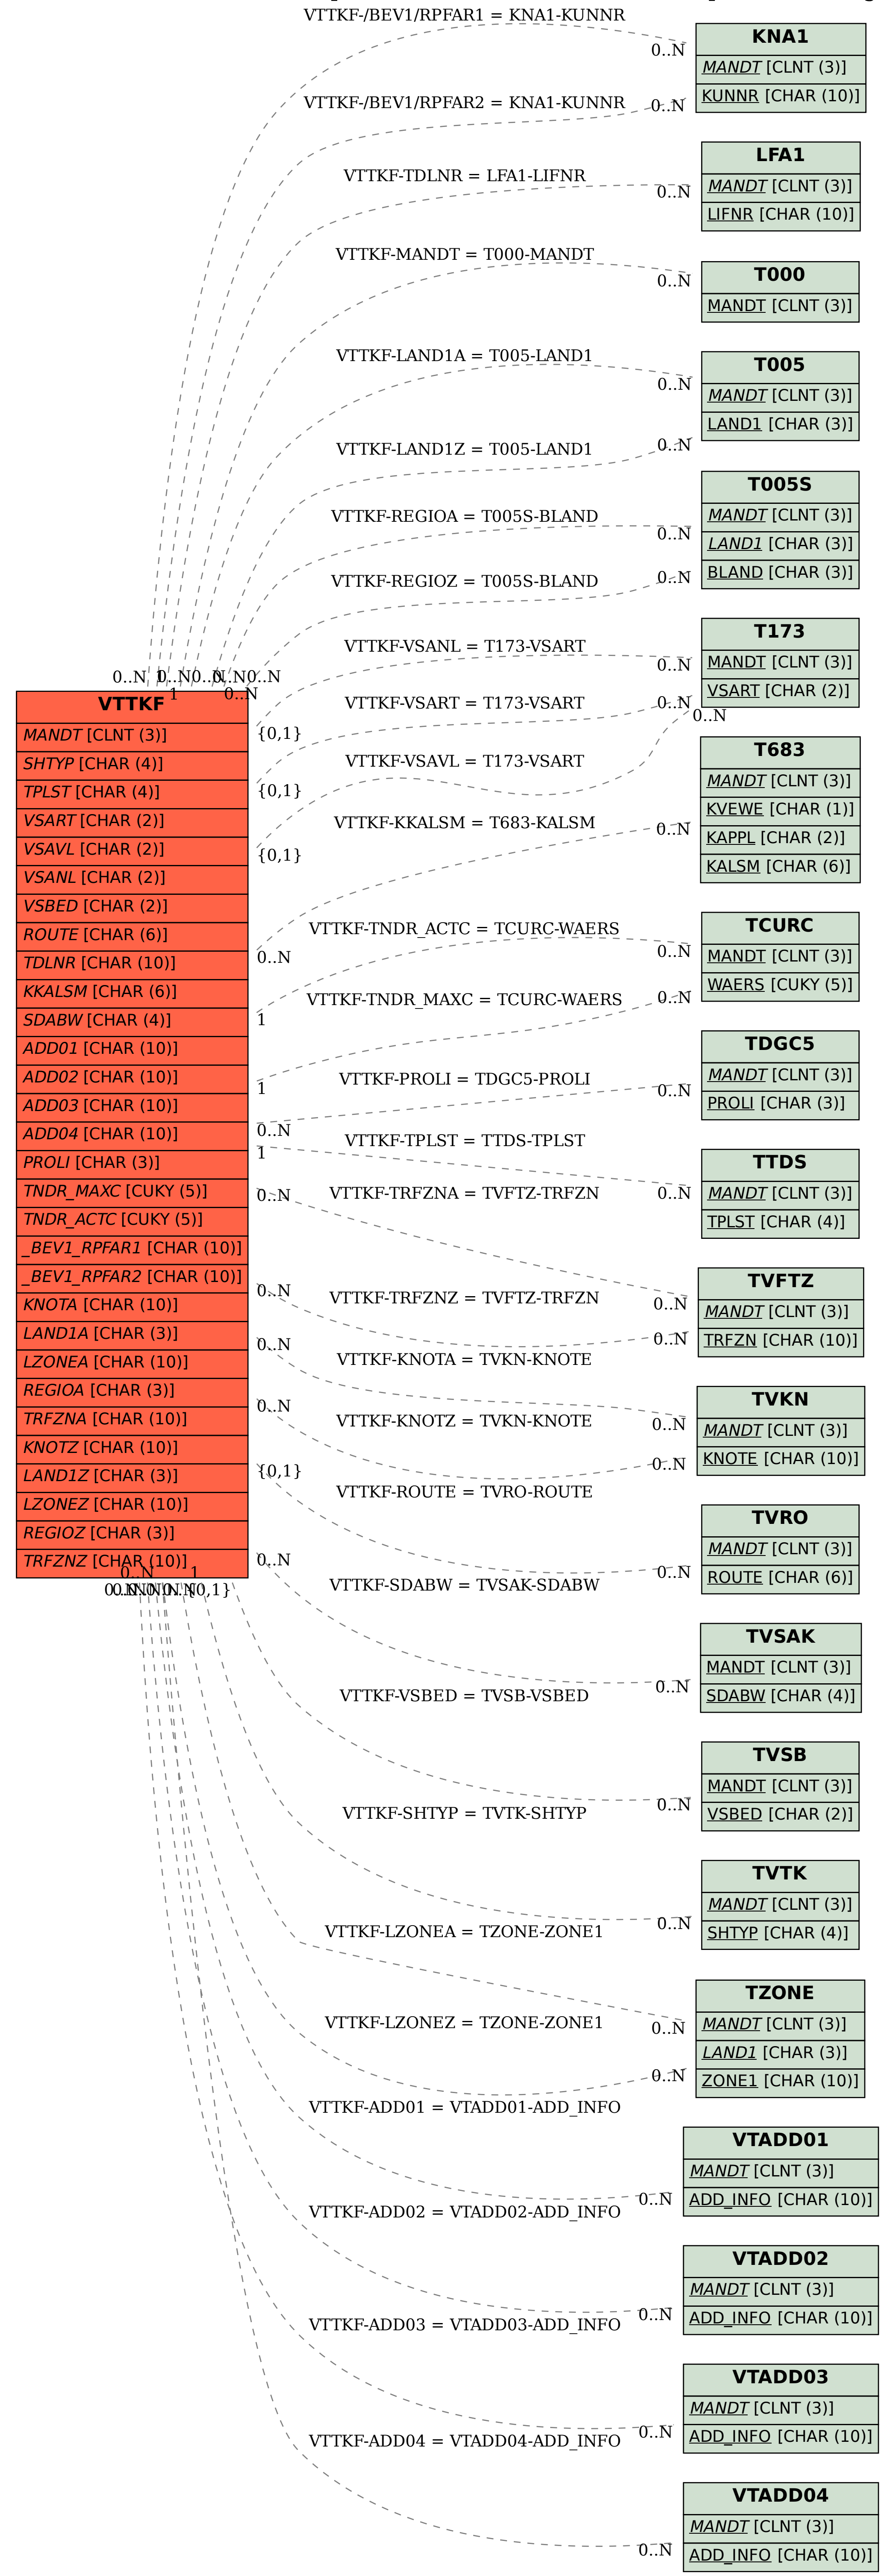 VTTKF-/BEV1/RPFAR1 = KNA1-KUNNR
0..N
KNA1
MANDT [CLNT (3)]
KUNNR [CHAR (10)]
VTTKF-/BEV1/RPFAR2 = KNA1-KUNNR
0..N
LFA1
MANDT [CLNT (3)]
LIFNR [CHAR (10)]
VTTKF-TDLNR = LFA1-LIFNR
0..N
VTTKF-MANDT = T000-MANDT
0..N
T000
MANDT [CLNT (3)]
VTTKF-LAND1A = T005-LAND1
0..N
T005
MANDT [CLNT (3)]
LAND1 [CHAR (3)]
VTTKF-LAND1Z = T005-LAND1
0..N
T005S
MANDT [CLNT (3)]
LAND1 [CHAR (3)]
BLAND [CHAR (3)]
VTTKF-REGIOA = T005S-BLAND
0..N
VTTKF-REGIOZ = T005S-BLAND
0..N
T173
MANDT [CLNT (3)]
VSART [CHAR (2)]
VTTKF-VSANL = T173-VSART
0..N
VTTKF-VSART = T173-VSART
0..N
0..N
VTTKF-VSAVL = T173-VSART
T683
MANDT [CLNT (3)]
KVEWE [CHAR (1)]
KAPPL [CHAR (2)]
KALSM [CHAR (6)]
VTTKF-KKALSM = T683-KALSM
0..N
0..N
1
0..N
0..N
0..N
0..N
1
0..N
VTTKF
MANDT [CLNT (3)]
SHTYP [CHAR (4)]
TPLST [CHAR (4)]
VSART [CHAR (2)]
VSAVL [CHAR (2)]
VSANL [CHAR (2)]
VSBED [CHAR (2)]
ROUTE [CHAR (6)]
TDLNR [CHAR (10)]
KKALSM [CHAR (6)]
SDABW [CHAR (4)]
ADD01 [CHAR (10)]
ADD02 [CHAR (10)]
ADD03 [CHAR (10)]
ADD04 [CHAR (10)]
PROLI [CHAR (3)]
TNDR_MAXC [CUKY (5)]
TNDR_ACTC [CUKY (5)]
_BEV1_RPFAR1 [CHAR (10)]
_BEV1_RPFAR2 [CHAR (10)]
KNOTA [CHAR (10)]
LAND1A [CHAR (3)]
LZONEA [CHAR (10)]
REGIOA [CHAR (3)]
TRFZNA [CHAR (10)]
KNOTZ [CHAR (10)]
LAND1Z [CHAR (3)]
LZONEZ [CHAR (10)]
REGIOZ [CHAR (3)]
TRFZNZ [CHAR (10)]
{0,1}
{0,1}
{0,1}
0..N
1
1
0..N
1
0..N
0..N
0..N
0..N
{0,1}
0..N
0..N
1
{0,1}
VTTKF-TNDR_ACTC = TCURC-WAERS
0..N
TCURC
MANDT [CLNT (3)]
WAERS [CUKY (5)]
VTTKF-TNDR_MAXC = TCURC-WAERS
0..N
TDGC5
MANDT [CLNT (3)]
PROLI [CHAR (3)]
VTTKF-PROLI = TDGC5-PROLI
0..N
VTTKF-TPLST = TTDS-TPLST
0..N
TTDS
MANDT [CLNT (3)]
TPLST [CHAR (4)]
VTTKF-TRFZNA = TVFTZ-TRFZN
0..N
TVFTZ
MANDT [CLNT (3)]
TRFZN [CHAR (10)]
VTTKF-TRFZNZ = TVFTZ-TRFZN
0..N
VTTKF-KNOTA = TVKN-KNOTE
0..N
TVKN
MANDT [CLNT (3)]
KNOTE [CHAR (10)]
VTTKF-KNOTZ = TVKN-KNOTE
0..N
VTTKF-ROUTE = TVRO-ROUTE
0..N
TVRO
MANDT [CLNT (3)]
ROUTE [CHAR (6)]
VTTKF-SDABW = TVSAK-SDABW
0..N
TVSAK
MANDT [CLNT (3)]
SDABW [CHAR (4)]
VTTKF-VSBED = TVSB-VSBED
0..N
TVSB
MANDT [CLNT (3)]
VSBED [CHAR (2)]
VTTKF-SHTYP = TVTK-SHTYP
0..N
TVTK
MANDT [CLNT (3)]
SHTYP [CHAR (4)]
VTTKF-LZONEA = TZONE-ZONE1
0..N
TZONE
MANDT [CLNT (3)]
LAND1 [CHAR (3)]
ZONE1 [CHAR (10)]
VTTKF-LZONEZ = TZONE-ZONE1
0..N
VTTKF-ADD01 = VTADD01-ADD_INFO
0..N
VTADD01
MANDT [CLNT (3)]
ADD_INFO [CHAR (10)]
VTTKF-ADD02 = VTADD02-ADD_INFO
0..N
VTADD02
MANDT [CLNT (3)]
ADD_INFO [CHAR (10)]
VTTKF-ADD03 = VTADD03-ADD_INFO
0..N
VTADD03
MANDT [CLNT (3)]
ADD_INFO [CHAR (10)]
VTTKF-ADD04 = VTADD04-ADD_INFO
0..N
VTADD04
MANDT [CLNT (3)]
ADD_INFO [CHAR (10)]